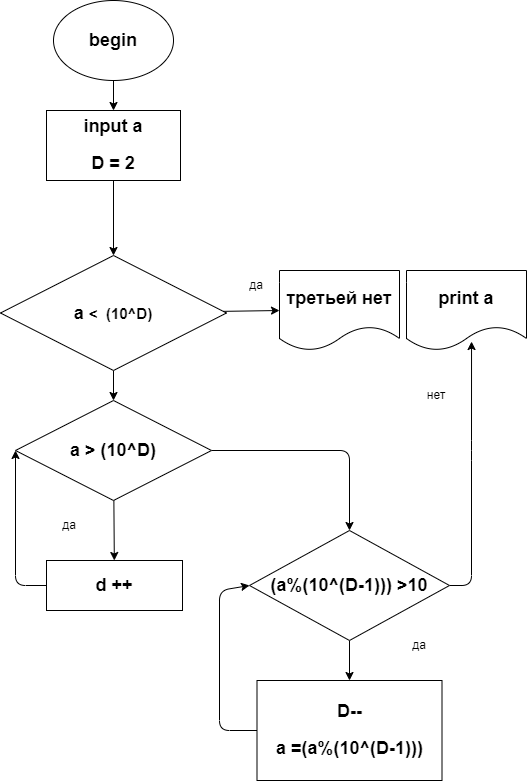 begin
input a
D = 2
a < (10^D)
да
третьей нет
print a
нет
a > (10^D)
да
d ++
(a%(10^(D-1))) >10
да
D--
a =(a%(10^(D-1)))